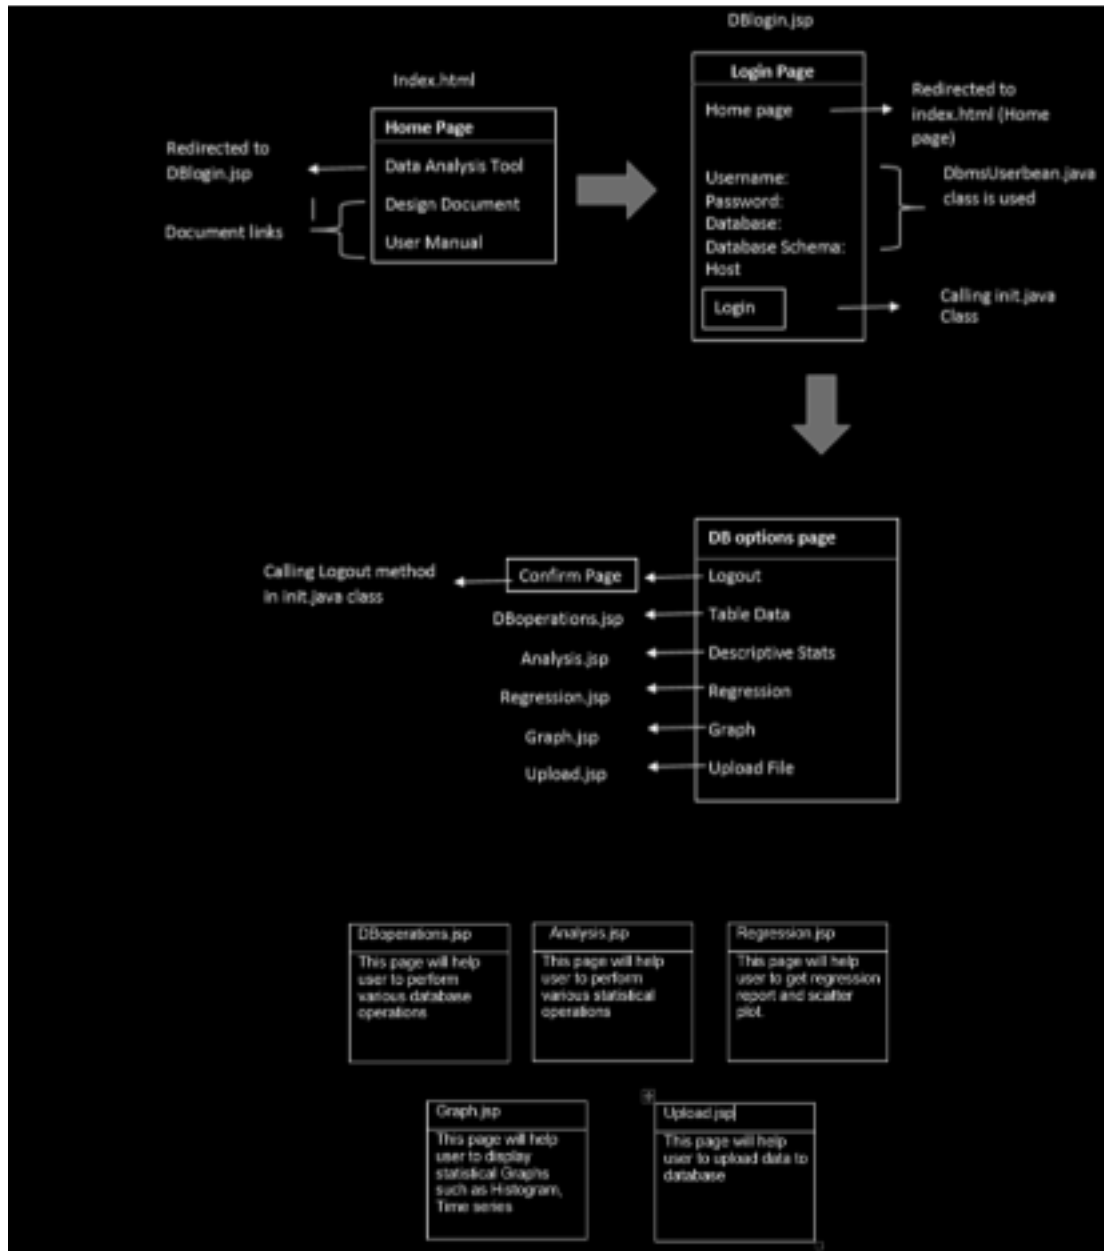 DBlogin.jsp
Login Page
Home page
Redirected to
index.html (Home
page)
Username:
Password:
Database:
Database Schema:
Host
DbmsUserbean.java
class is used
Login
Calling init.java
Class
Index.html
Home Page
Data Analysis Tool
Design Document
User Manual
Redirected to
DBlogin.jsp
Document links
DB options page
Logout
Table Data
Descriptive Stats
Regression
Graph
Upload File
Confirm Page
Calling Logout method
in init.java class
DBoperations.jsp
Analysis.jsp
Regression.jsp
Graph.jsp
Upload.jsp
DBoperations.jsp
This page will help
user to perform
various database
operations
Analysis.jsp
This page will help
user to perform
various statistical
operations
Regression.jsp
This page will help
user to get regression
report and scatter
plot.
Graph.jsp
This page will help
user to display
statistical Graphs
such as Histogram,
Time series
Upload.jsp
This page will help
user to upload data to
database